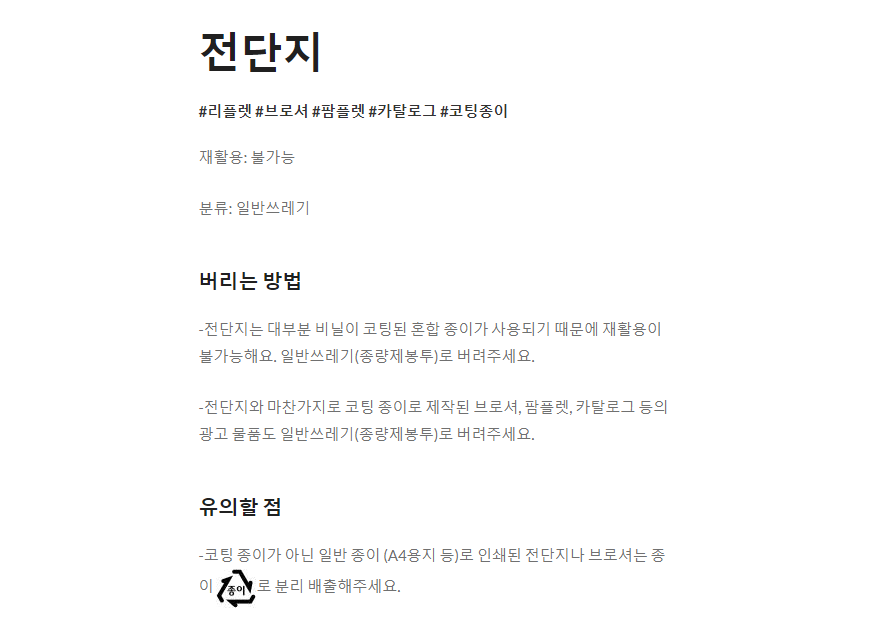 전단지
#리플렛 #브로셔 #팜플렛 #카탈로그 #코팅종이
재활용: 불가능
분류: 일반쓰레기
버리는 방법
-전단지는 대부분 비닐이 코팅된 혼합 종이가 사용되기 때문에 재활용이
불가능해요. 일반쓰레기(종량제봉투)로 버려주세요.
-전단지와 마찬가지로 코팅 종이로 제작된 브로셔, 팜플렛, 카탈로그 등의
광고 물품도 일반쓰레기(종량제봉투)로 버려주세요.
유의할 점
-코팅 종이가 아닌 일반 종이 (A4용지 등)로 인쇄된 전단지나 브로셔는 종
이 종이 로 분리 배출해주세요.